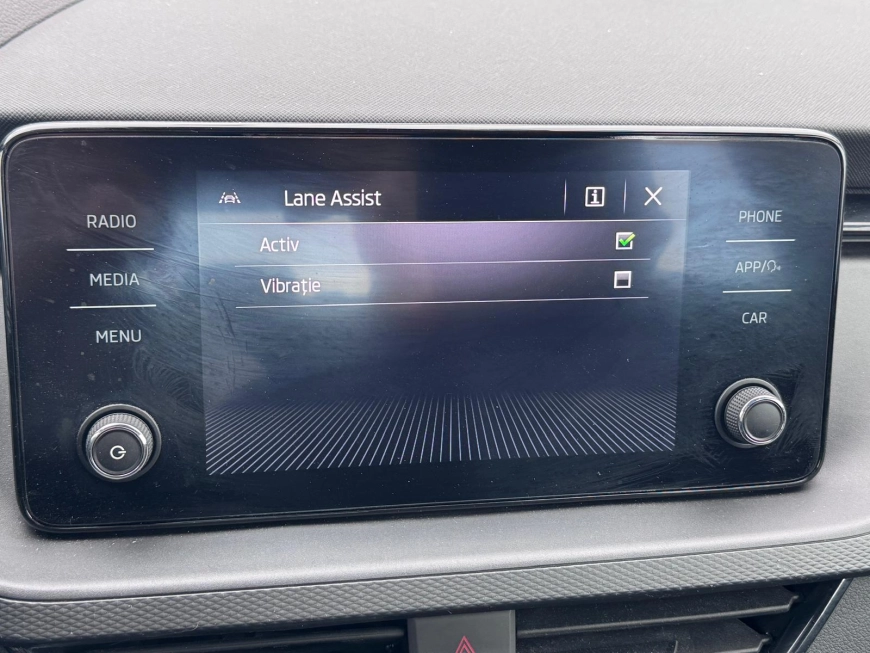 Lane Assist
Activ
Vibrație
RADIO
MEDIA
MENU
PHONE
APP/
CAR